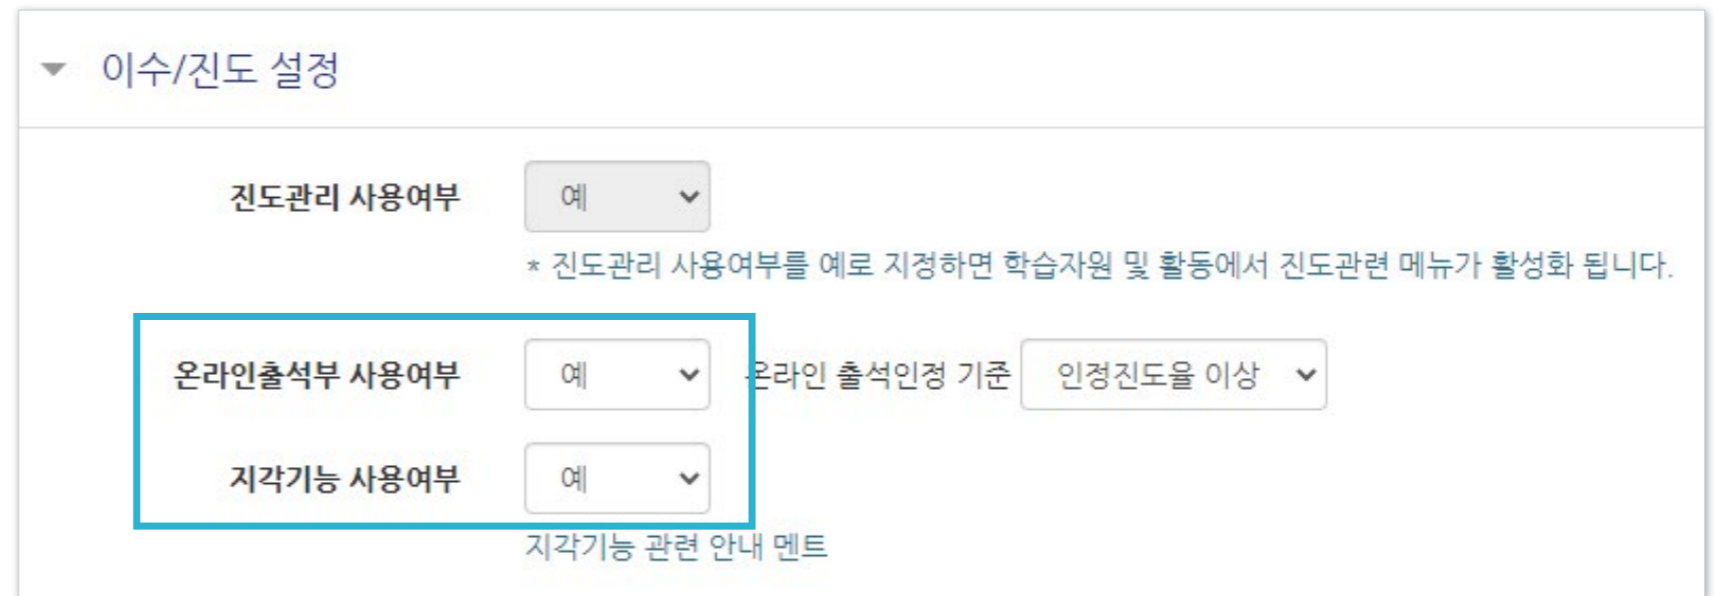 이수/진도 설정
진도관리 사용여부 예
* 진도관리 사용여부를 예로 지정하면 학습자원 및 활동에서 진도관련 메뉴가 활성화 됩니다.
온라인출석부 사용여부 예 온라인 출석인정 기준 인정진도율 이상
지각기능 사용여부 예
지각기능 관련 안내 멘트